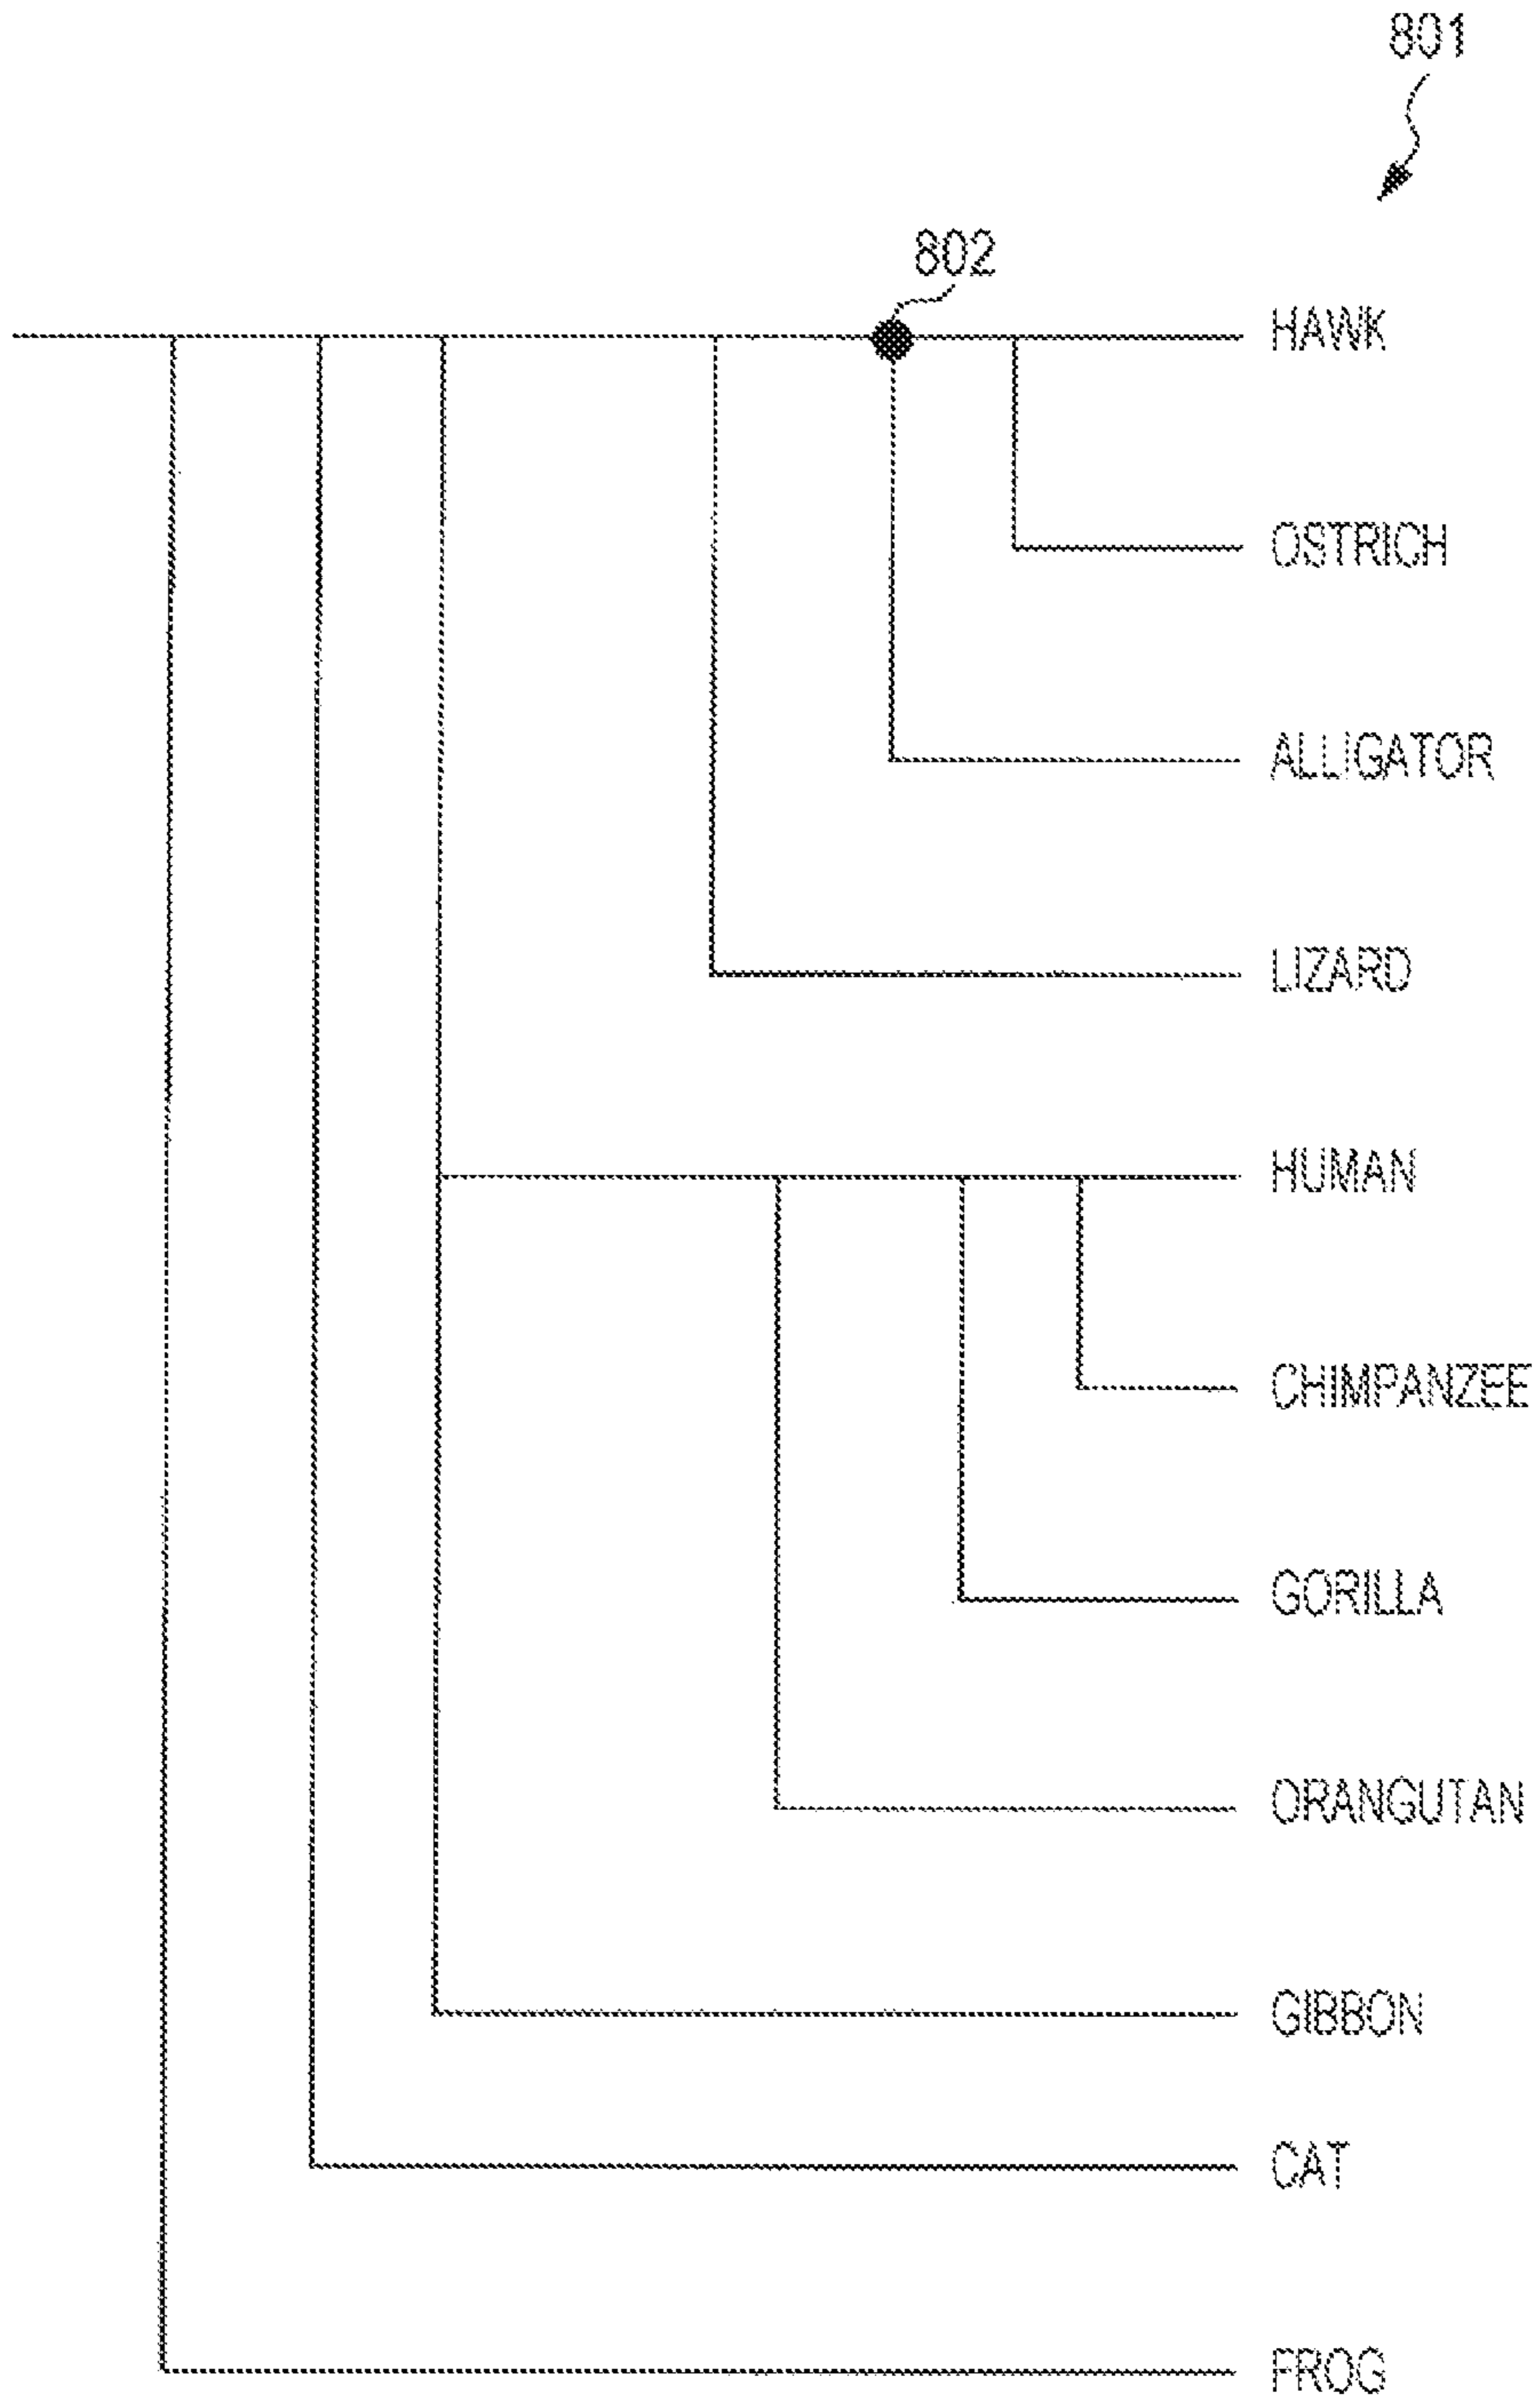 801
802
HAWK
OSTRICH
ALLIGATOR
LIZARD
HUMAN
CHIMPANZEE
GORILLA
ORANGUTAN
GIBBON
CAT
FROG